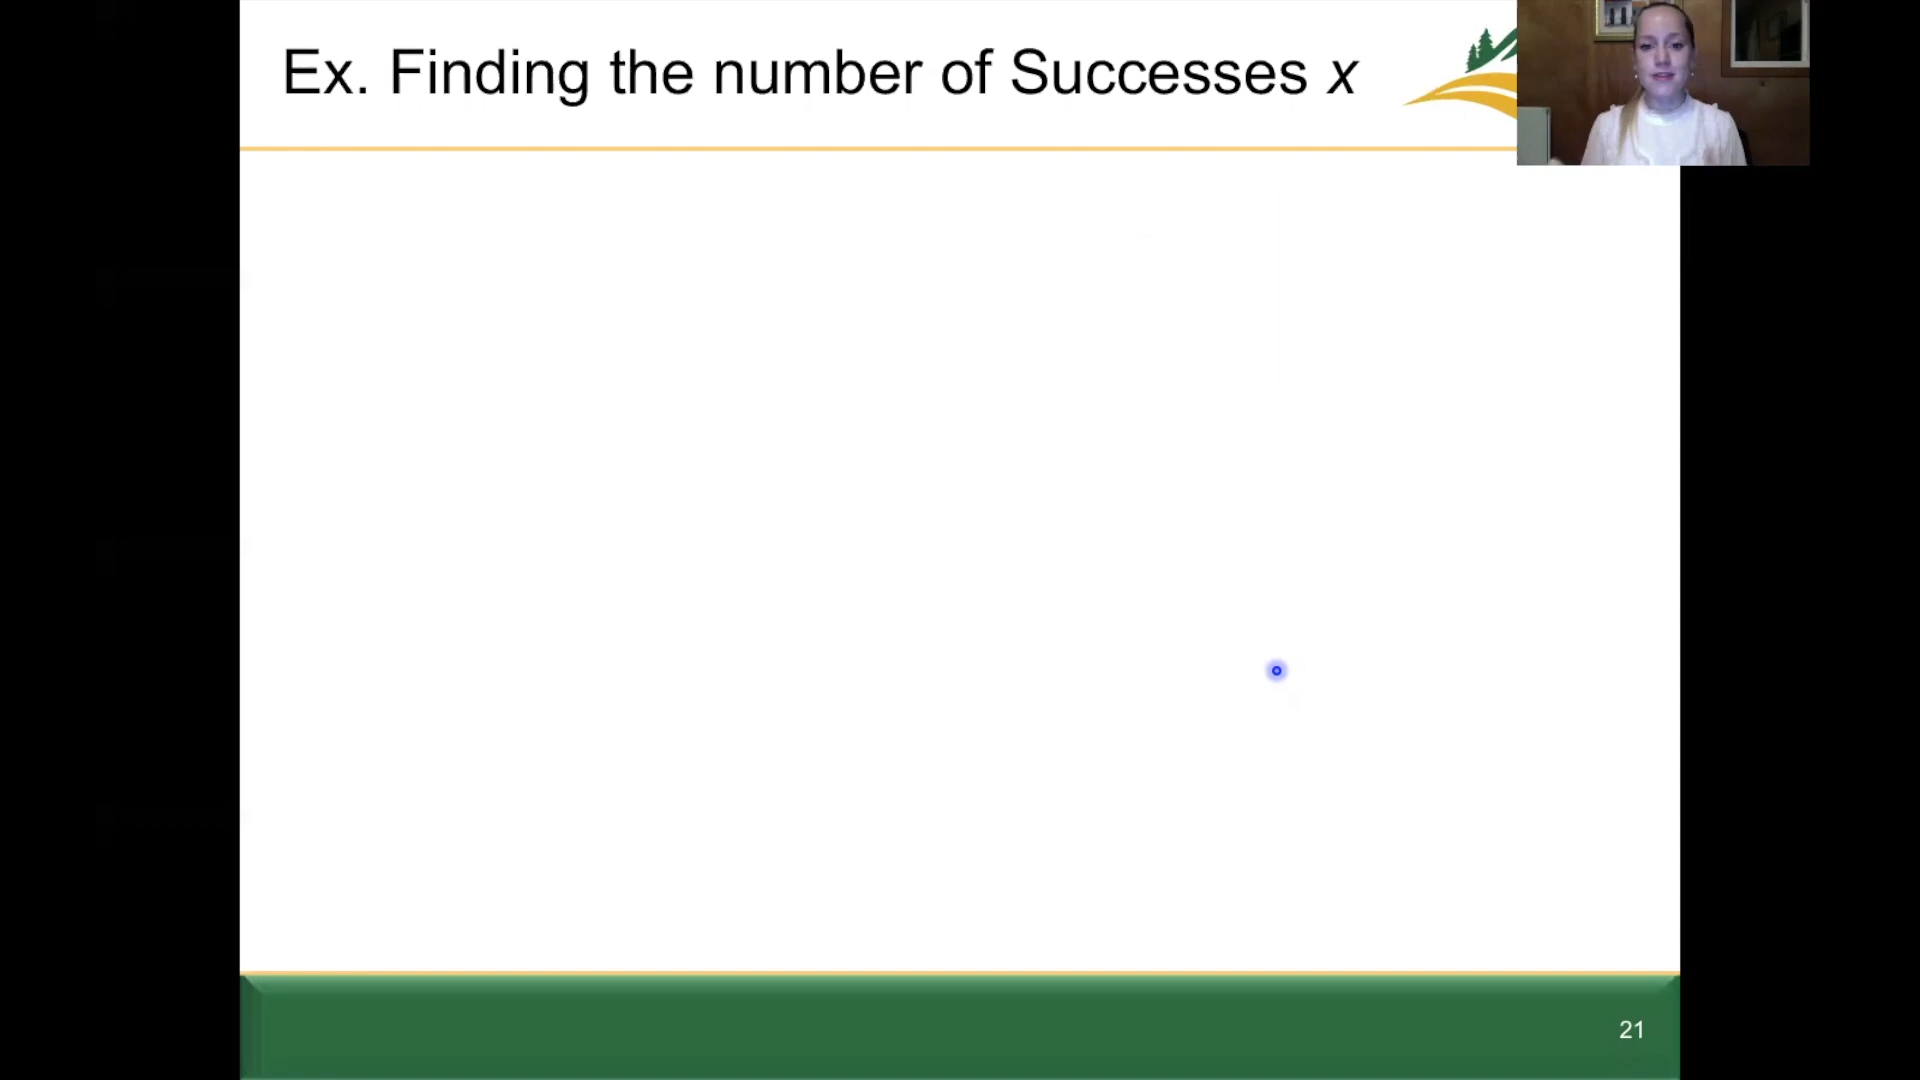 Ex. Finding the number of Successes x
21